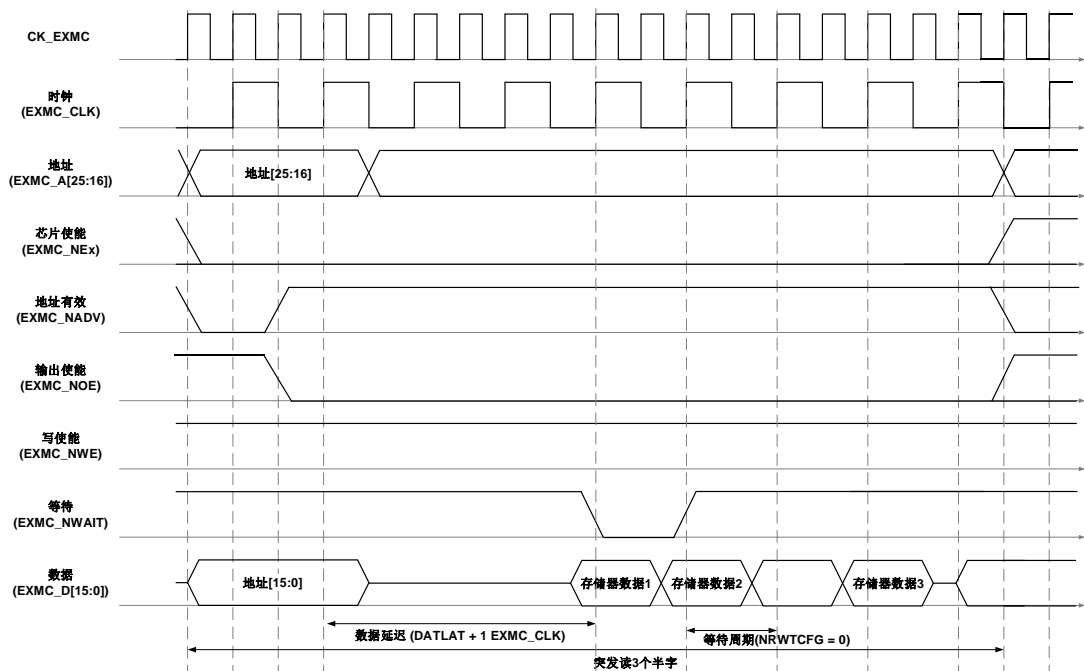 CK_EXMC
时钟
(EXMC_CLK)
地址
(EXMC_A[25:16])
地址[25:16]
芯片使能
(EXMC_NEx)
地址有效
(EXMC_NADV)
输出使能
(EXMC_NOE)
写使能
(EXMC_NWE)
等待
(EXMC_NWAIT)
数据
(EXMC_D[15:0])
地址[15:0]
存储器数据1
存储器数据2
存储器数据3
数据延迟 (DATLAT + 1 EXMC_CLK)
等待周期(NRWTCFG = 0)
突发读3个半字